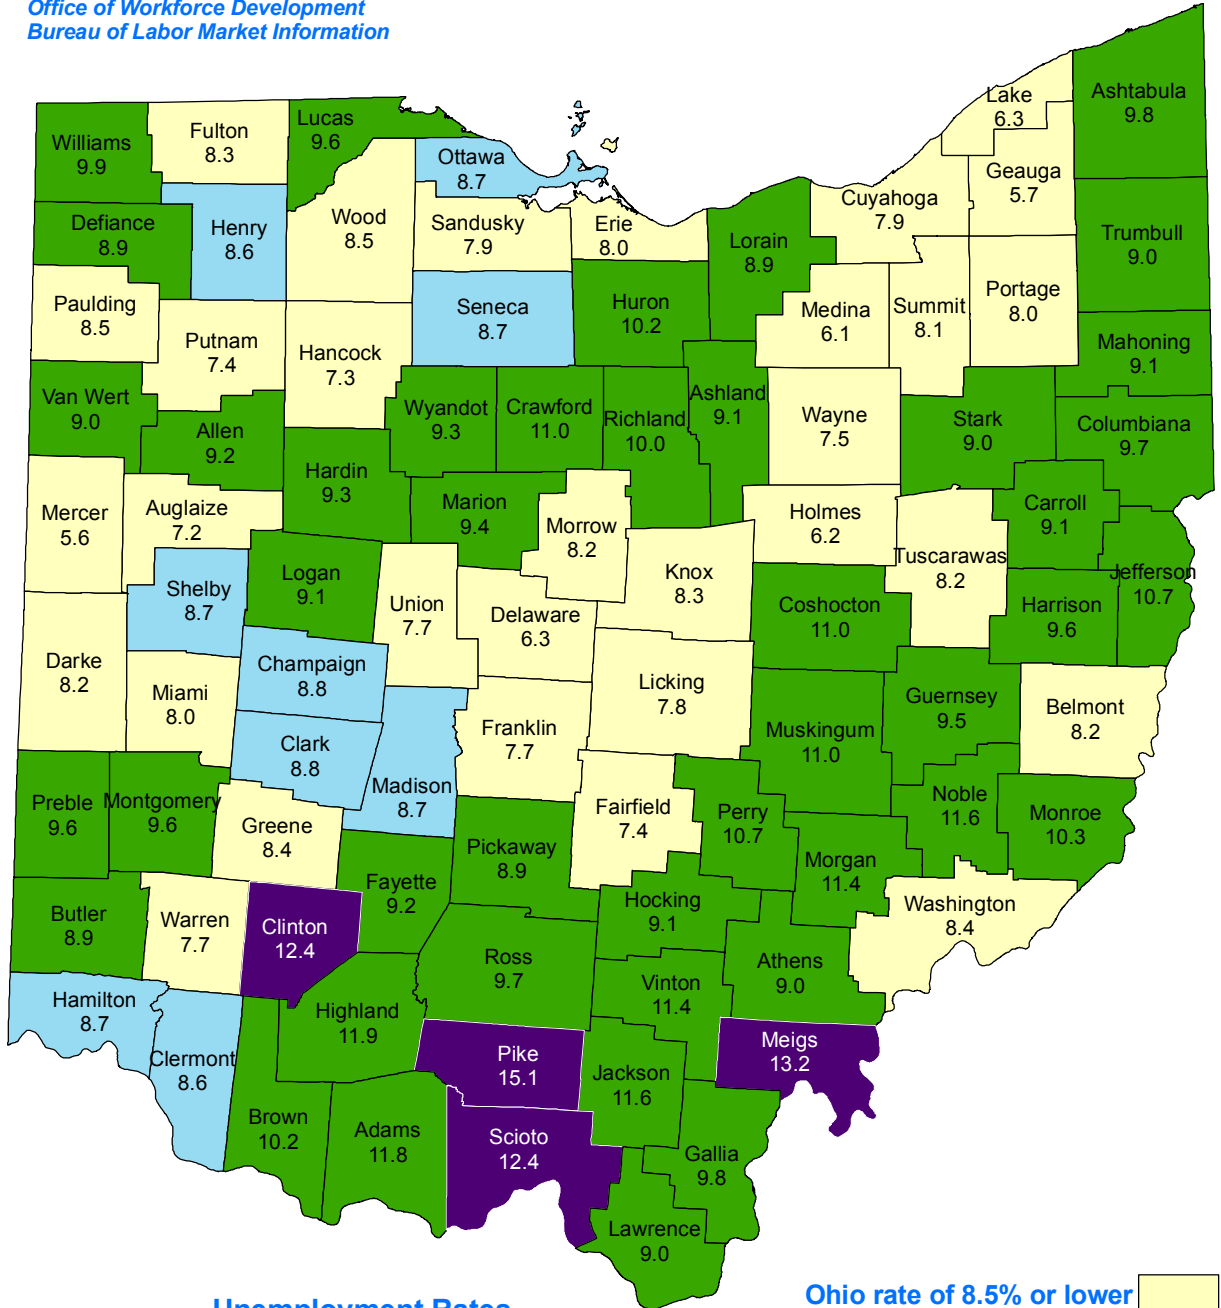 Office of Workforce Development
Bureau of Labor Market Information
Lake
6.3
Ashtabula
9.8
Williams
9.9
Fulton
8.3
Lucas
9.6
Ottawa
8.7
Geauga
5.7
Cuyahoga
7.9
Defiance
8.9
Henry
8.6
Wood
8.5
Sandusky
7.9
Erie
8.0
Lorain
8.9
Trumbull
9.0
Paulding
8.5
Putnam
7.4
Hancock
7.3
Seneca
8.7
Huron
10.2
Medina
6.1
Summit
8.1
Portage
8.0
Mahoning
9.1
Van Wert
9.0
Allen
9.2
Wyandot
9.3
Crawford
11.0
Richland
10.0
Ashland
9.1
Wayne
7.5
Stark
9.0
Columbiana
9.7
Hardin
9.3
Marion
9.4
Mercer
5.6
Auglaize
7.2
Morrow
8.2
Holmes
6.2
Carroll
9.1
Tuscarawas
8.2
Jefferson
10.7
Shelby
8.7
Logan
9.1
Union
7.7
Delaware
6.3
Knox
8.3
Coshocton
11.0
Harrison
9.6
Darke
8.2
Miami
8.0
Champaign
8.8
Licking
7.8
Guernsey
9.5
Belmont
8.2
Clark
8.8
Franklin
7.7
Muskingum
11.0
Madison
8.7
Preble
9.6
Montgomery
9.6
Greene
8.4
Fairfield
7.4
Perry
10.7
Noble
11.6
Monroe
10.3
Pickaway
8.9
Morgan
11.4
Fayette
9.2
Hocking
9.1
Washington
8.4
Butler
8.9
Warren
7.7
Clinton
12.4
Ross
9.7
Vinton
11.4
Athens
9.0
Hamilton
8.7
Highland
11.9
Clermont
8.6
Pike
15.1
Meigs
13.2
Jackson
11.6
Brown
10.2
Adams
11.8
Scioto
12.4
Gallia
9.8
Lawrence
9.0
Unemployment Rates
Ohio rate of 8.5% or lower